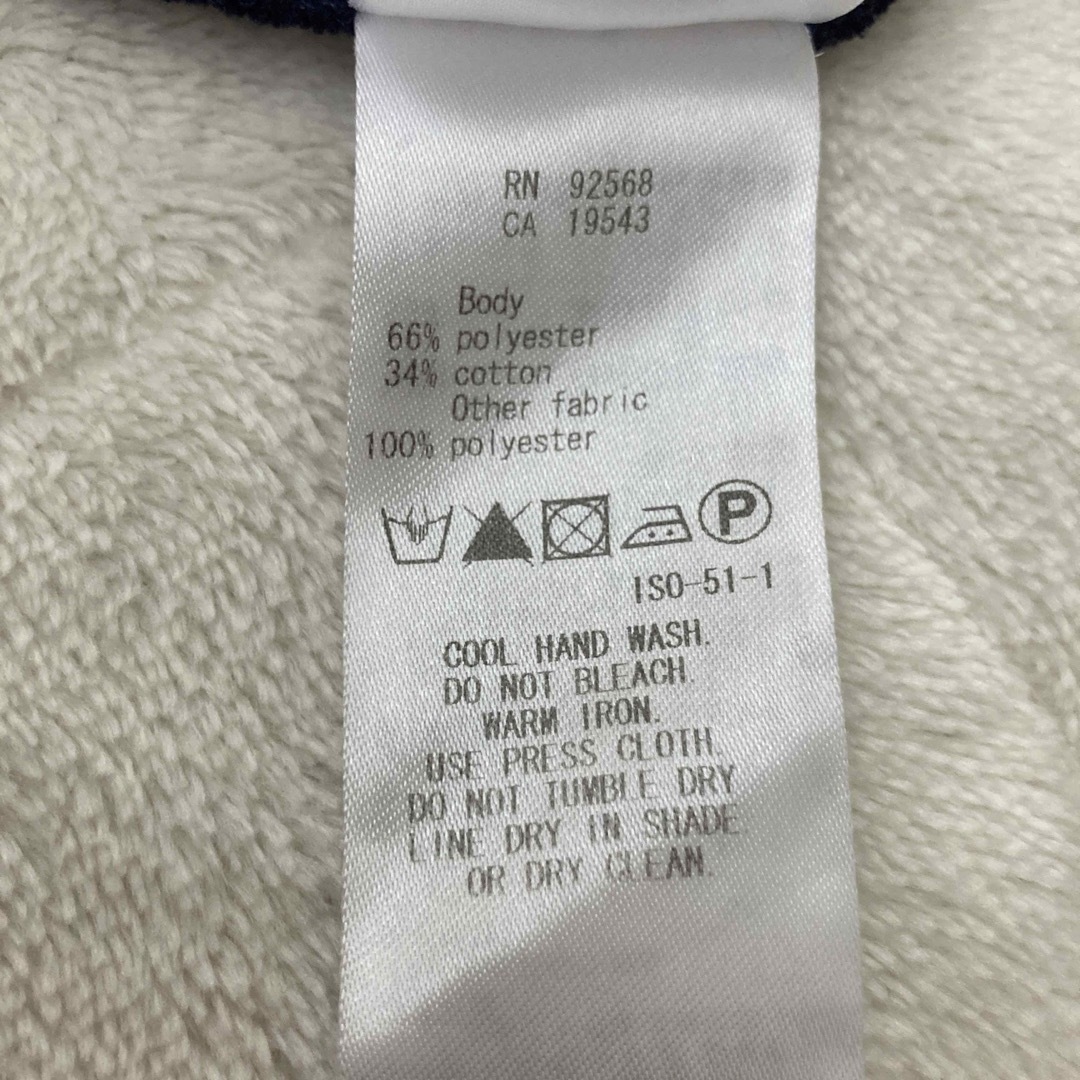 RN 92568
CA 19543
Body
66% polyester
34% cotton
Other fabric
100% polyester
P
ISO-51-1
COOL HAND WASH.
DO NOT BLEACH.
WARM IRON.
USE PRESS CLOTH.
DO NOT TUMBLE DRY
LINE DRY IN SHADE.
OR DRY CLEAN.